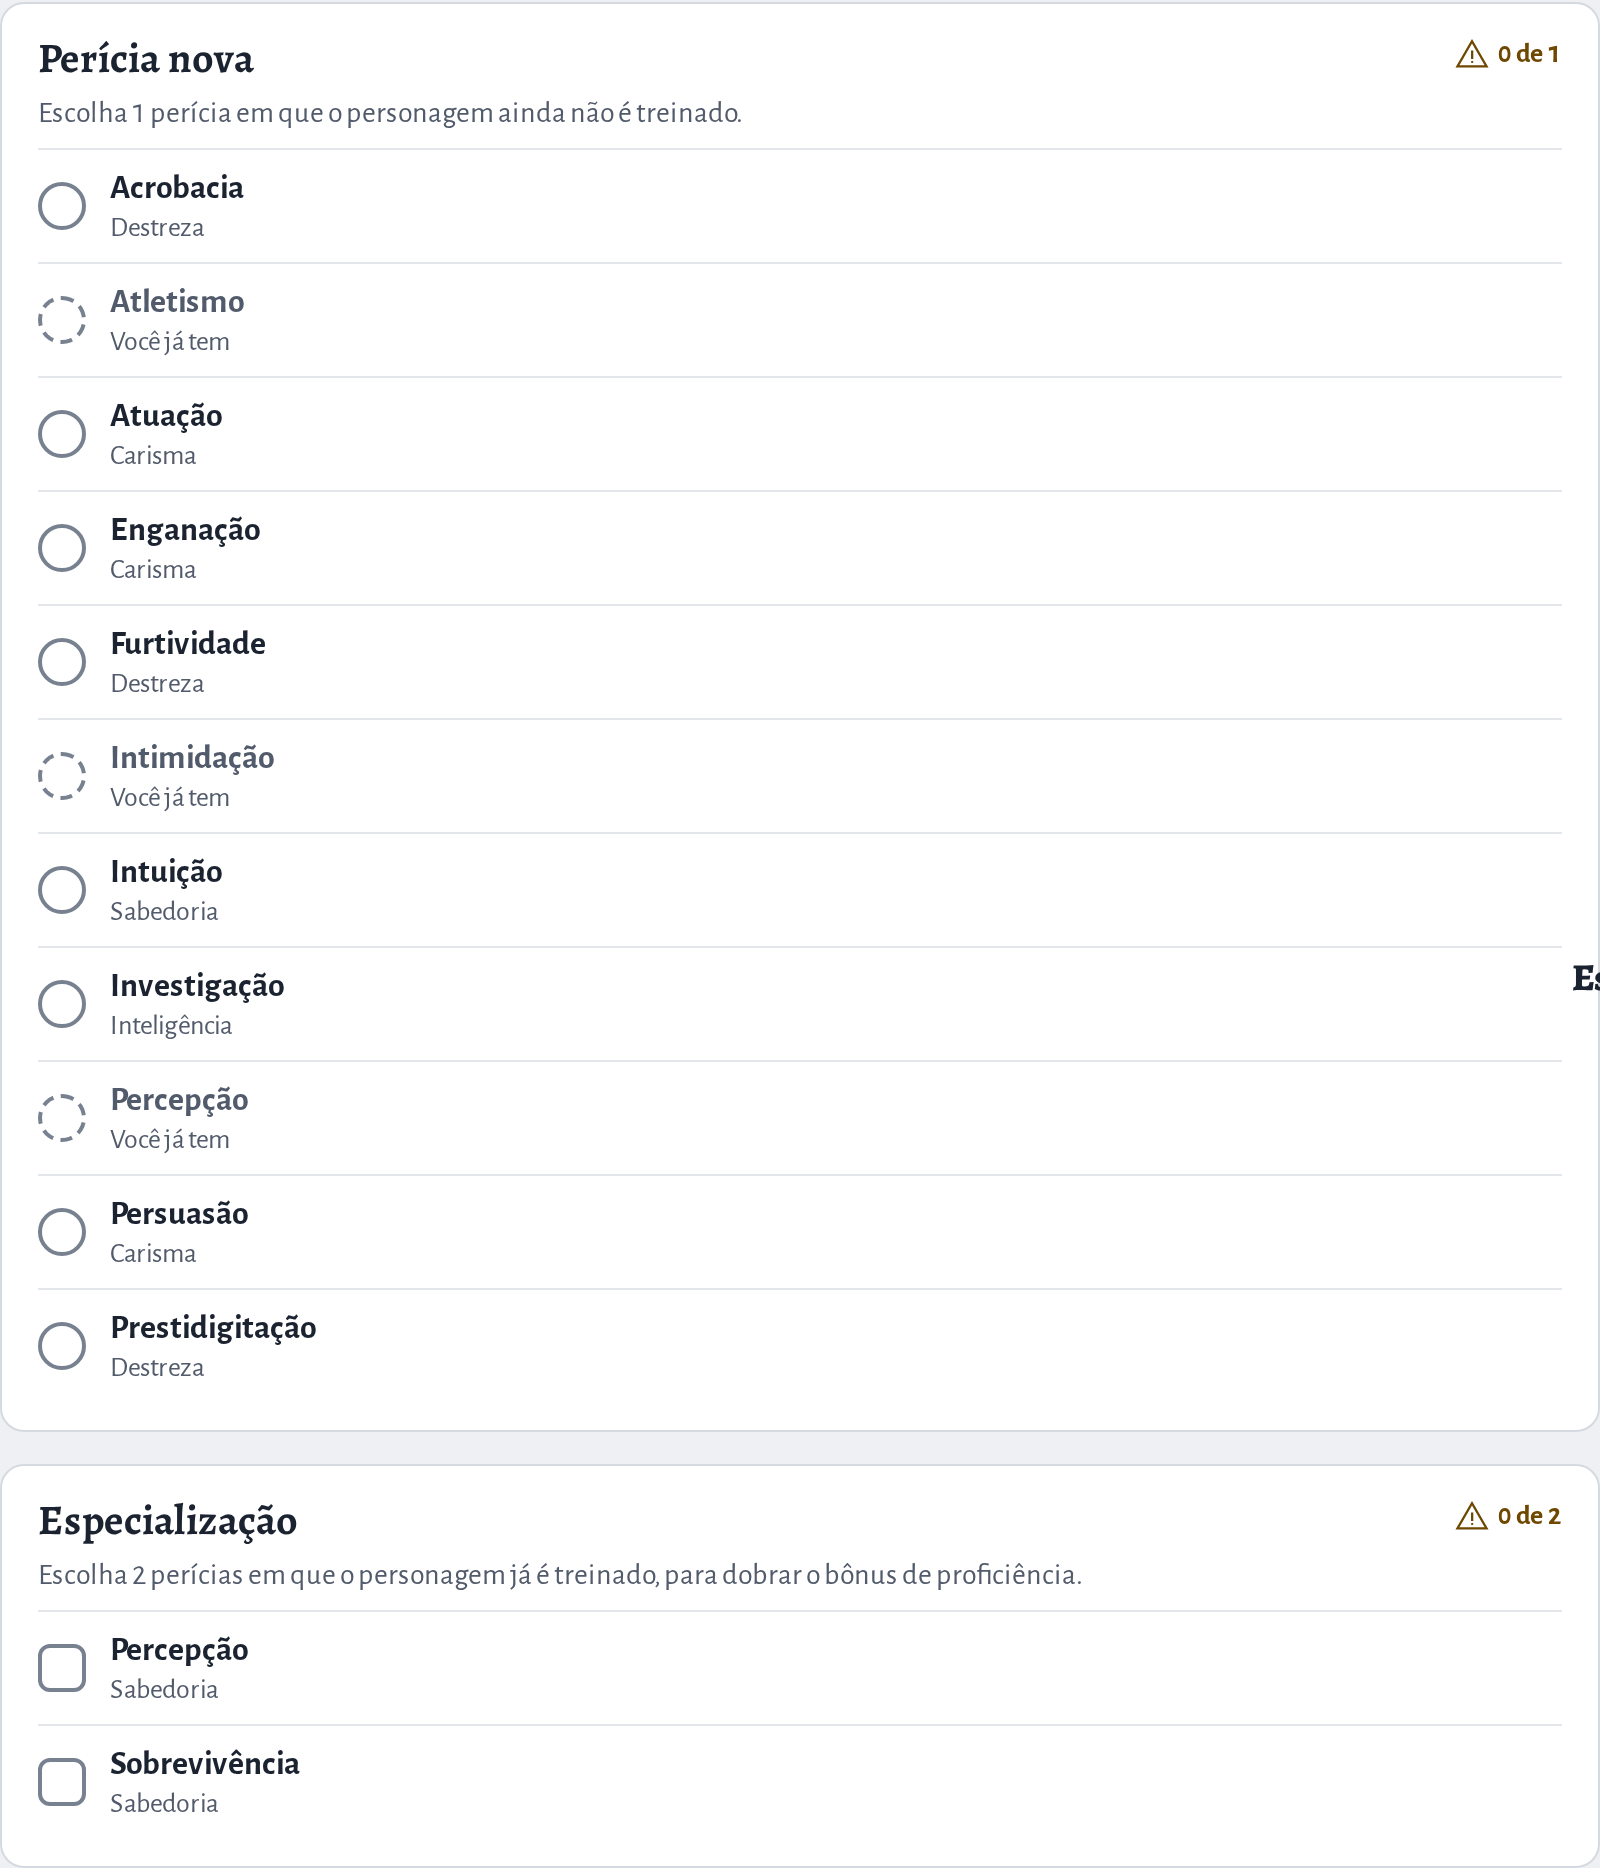 Perícia nova
0 de 1
Escolha 1 perícia em que o personagem ainda não é treinado.
Acrobacia
Destreza
Atletismo
Você já tem
Atuação
Carisma
Enganação
Carisma
Furtividade
Destreza
Intimidação
Você já tem
Intuição
Sabedoria
Investigação
Inteligência
Es
Percepção
Você já tem
Persuasão
Carisma
Prestidigitação
Destreza
Especialização
0 de 2
Escolha 2 perícias em que o personagem já é treinado, para dobrar o bônus de proficiência.
Percepção
Sabedoria
Sobrevivência
Sabedoria